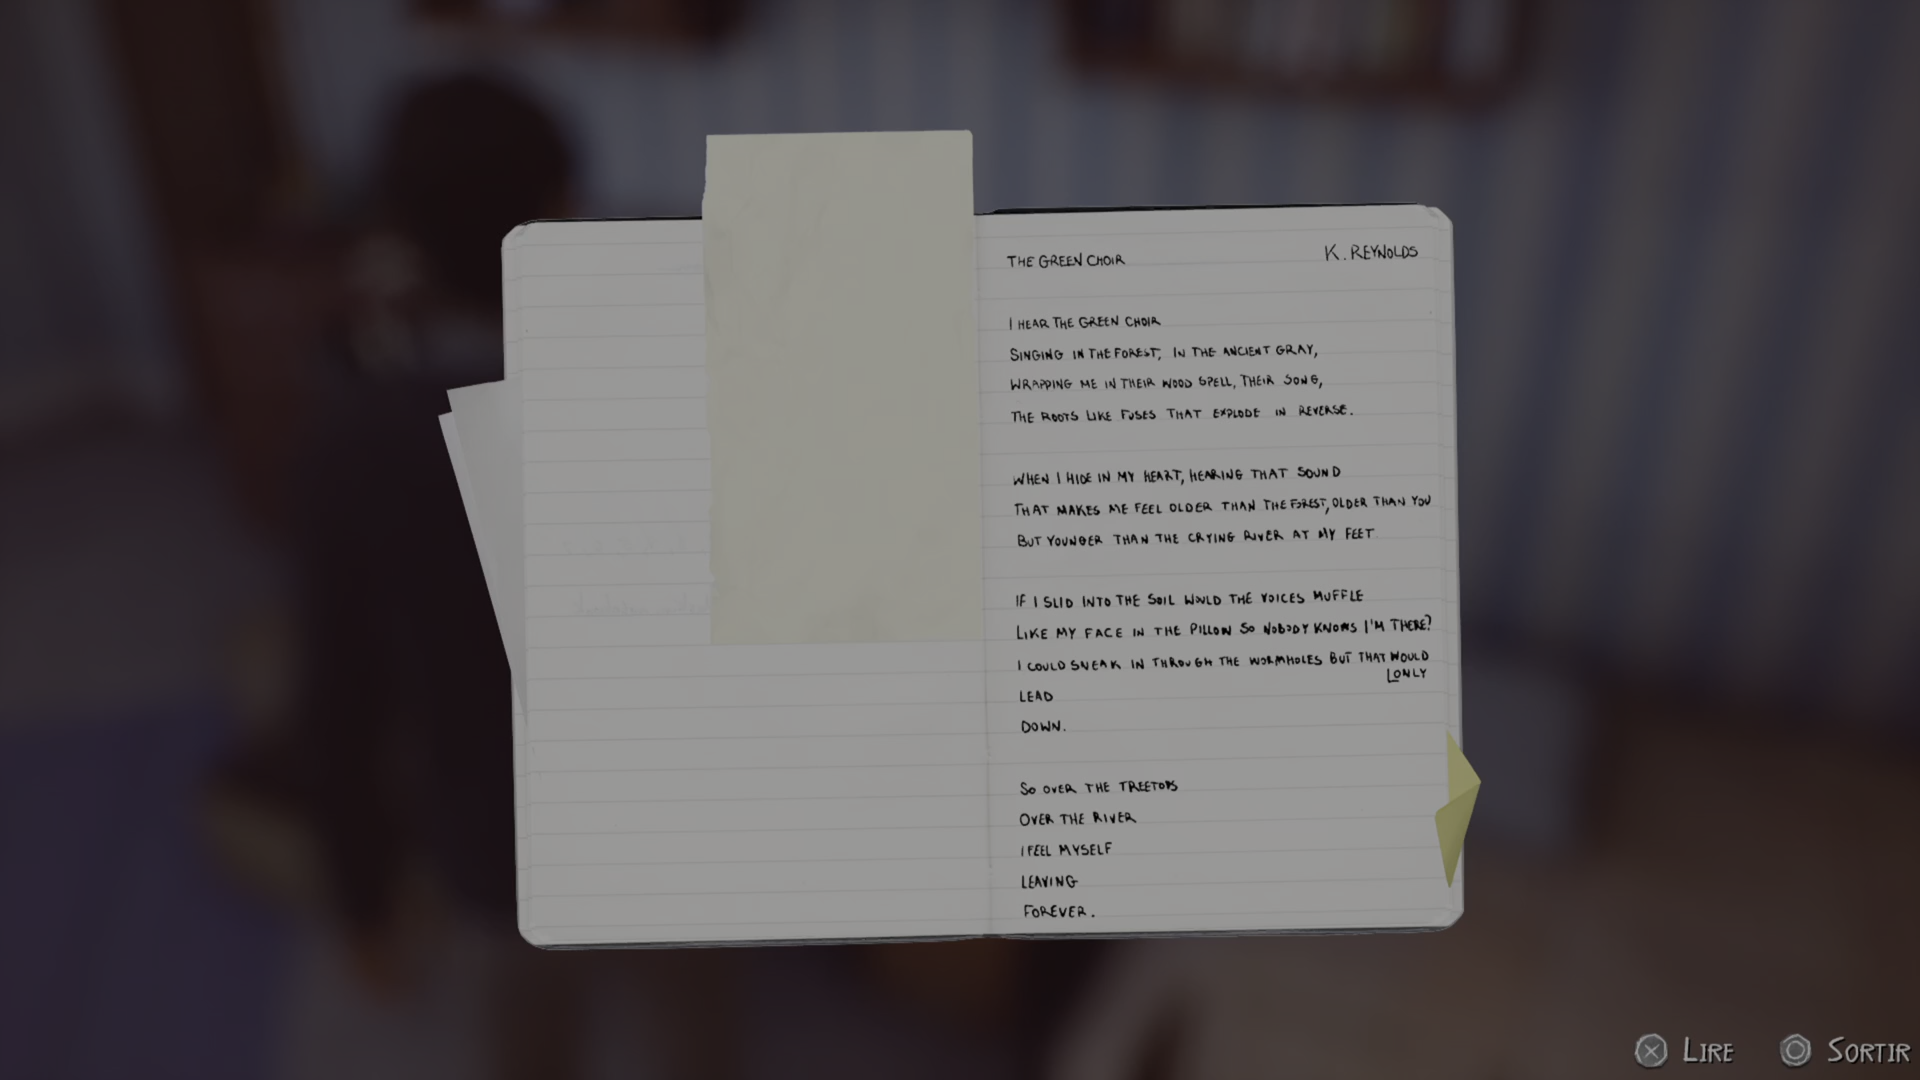 THE GREEN CHOIR
K. REYNOLDS
I HEAR THE GREEN CHOIR
SINGING IN THE FOREST, IN THE ANCIENT GRAY,
WRAPPING ME IN THEIR WOOD SPELL, THEIR SONG,
THE ROOTS LIKE FUSES THAT EXPLODE IN REVERSE.
WHEN I HIDE IN MY HEART, HEARING THAT SOUND
THAT MAKES ME FEEL OLDER THAN THE FOREST, OLDER THAN YOU
BUT YOUNGER THAN THE CRYING RIVER AT MY FEET
IF I SLID INTO THE SOIL WOULD THE VOICES MUFFLE
LIKE MY FACE IN THE PILLOW SO NOBODY KNOWS I'M THERE?
I COULD SNEAK IN THROUGH THE WORMHOLES BUT THAT WOULD
ONLY
LEAD
DOWN.
SO OVER THE TREETOPS
OVER THE RIVER
I FEEL MYSELF
LEAVING
FOREVER.
LIRE
SORTIR